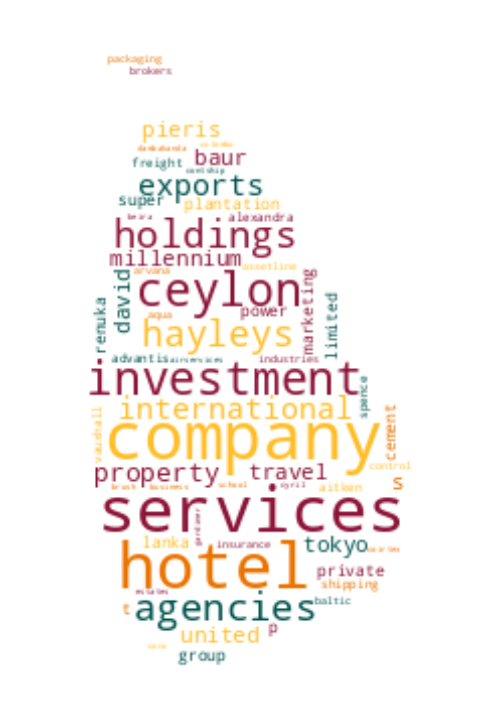 packaging
brokers
pieris
colombo
dambakanda
freight baur
contship
exports
super plantation
beira alexandra
holdings
millennium
arvana assetline
david ceylon marketing
renuka aqua power limited
hayleys
advantis airservices industries
investment spence
international
vauxhall company cement
property travel control
brush business school cyril aitken s
services
gardiner
lanka insurance tokyo
hotel private
shipping
estates
t agencies baltic
united p
group